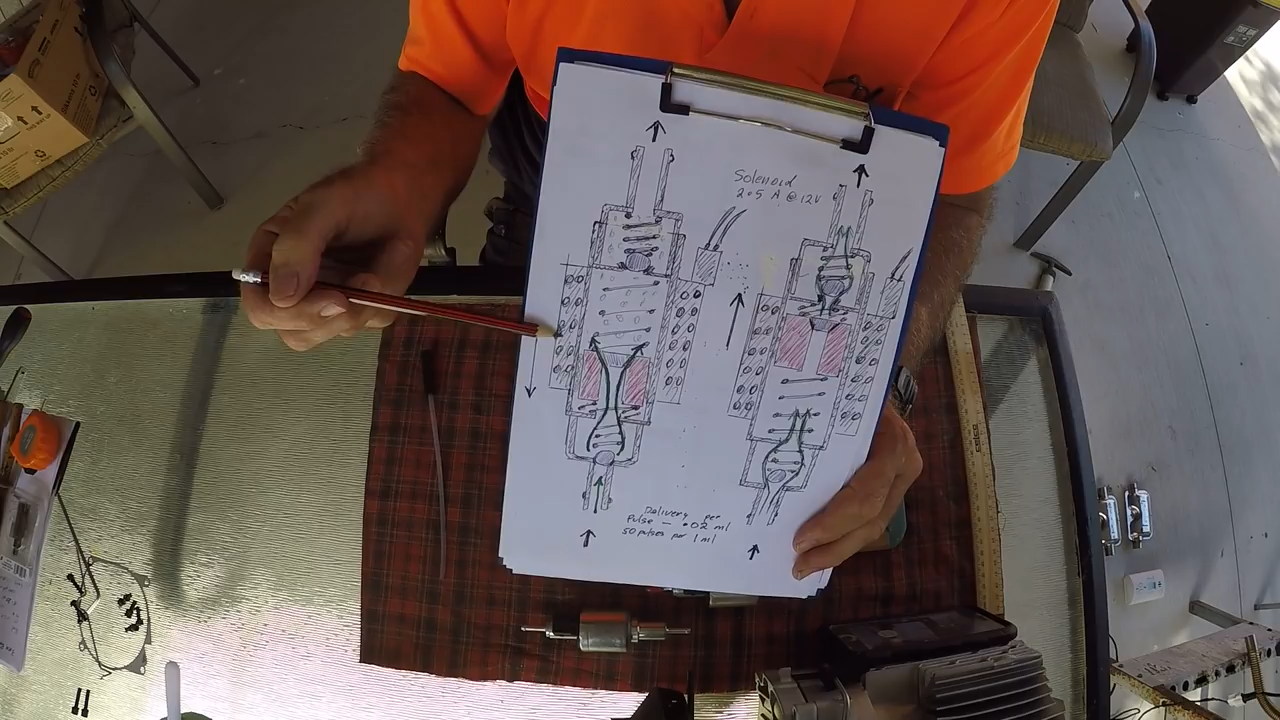 Solenoid
2.5 A @ 12V
Delivery per
Pulse — .02 ml
50 pulses per 1 ml